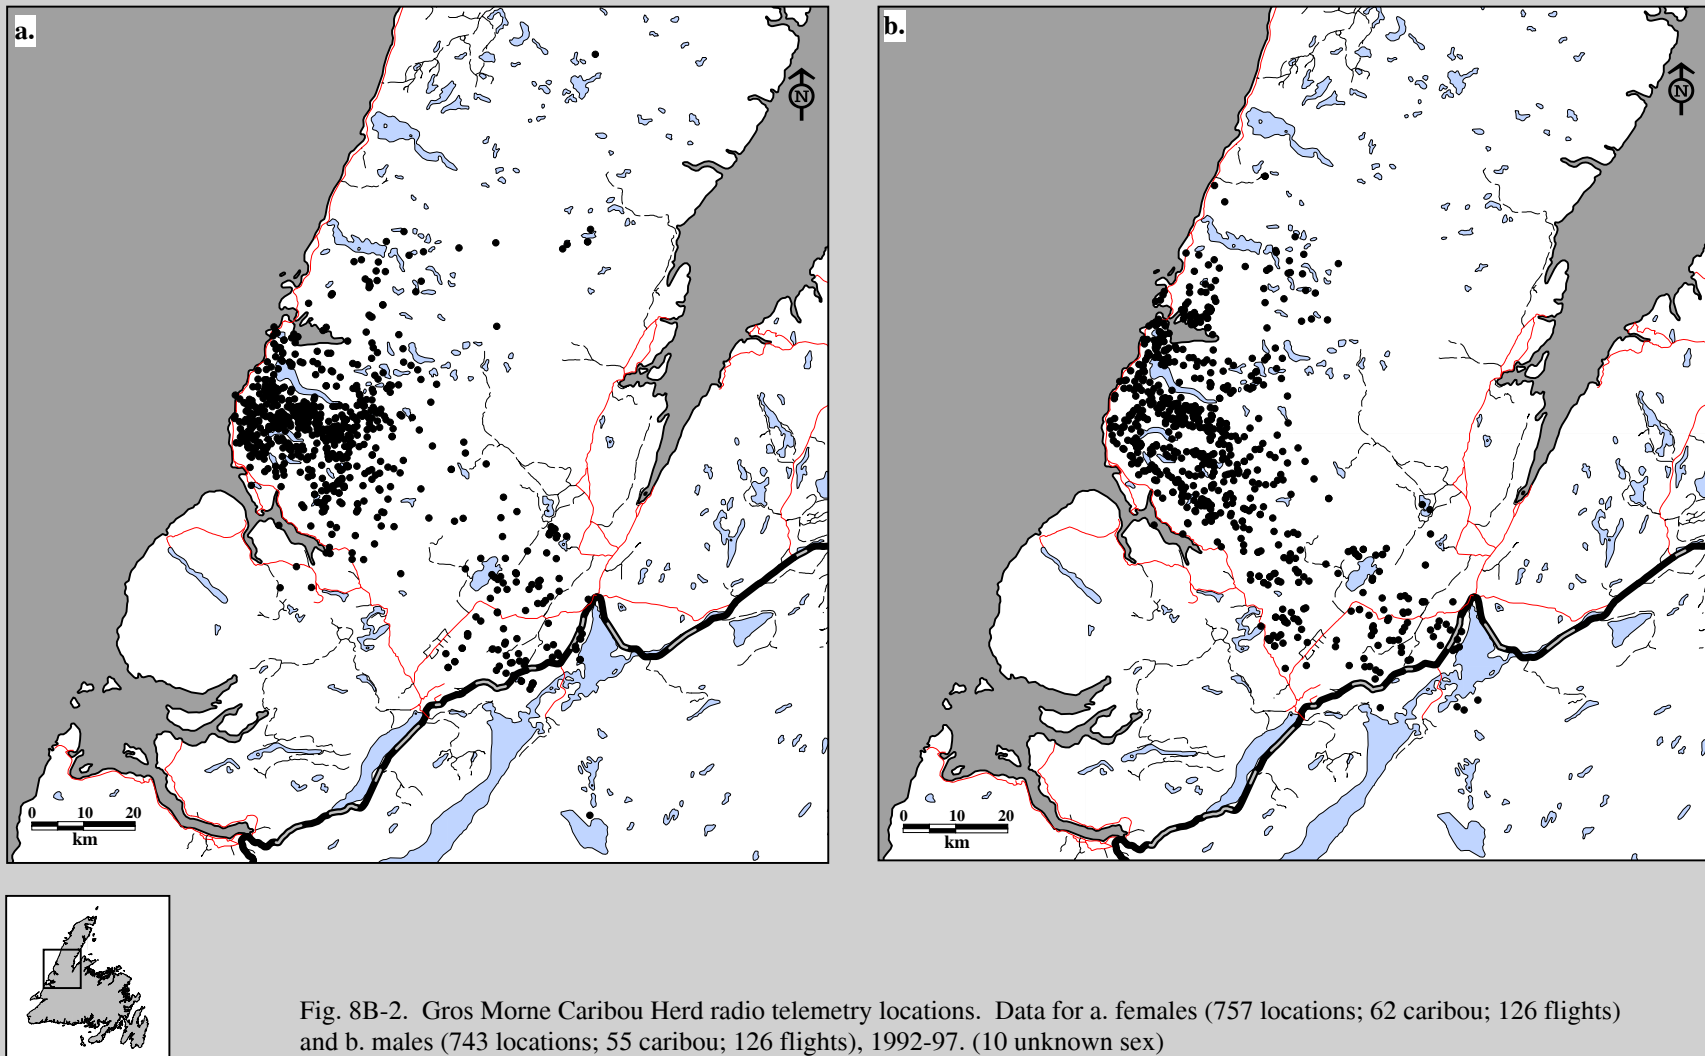 a.
N
0 10 20
km
b.
N
0 10 20
km
Fig. 8B-2. Gros Morne Caribou Herd radio telemetry locations. Data for a. females (757 locations; 62 caribou; 126 flights)
and b. males (743 locations; 55 caribou; 126 flights), 1992-97. (10 unknown sex)